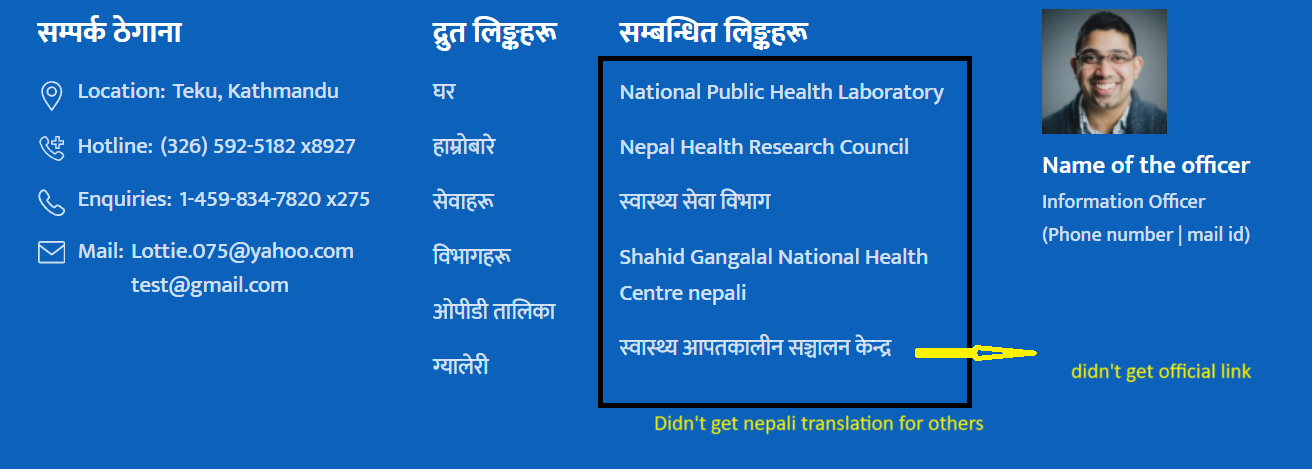 सम्पर्क ठेगाना
Location: Teku, Kathmandu
Hotline: (326) 592-5182 x8927
Enquiries: 1-459-834-7820 x275
Mail: Lottie.075@yahoo.com
test@gmail.com
द्रुत लिङ्कहरू
घर
हाम्रोबारे
सेवाहरू
विभागहरू
ओपीडी तालिका
ग्यालेरी
सम्बन्धित लिङ्कहरू
National Public Health Laboratory
Nepal Health Research Council
स्वास्थ्य सेवा विभाग
Shahid Gangalal National Health
Centre nepali
स्वास्थ्य आपतकालीन सञ्चालन केन्द्र
Didn't get nepali translation for others
Name of the officer
Information Officer
(Phone number | mail id)
didn't get official link